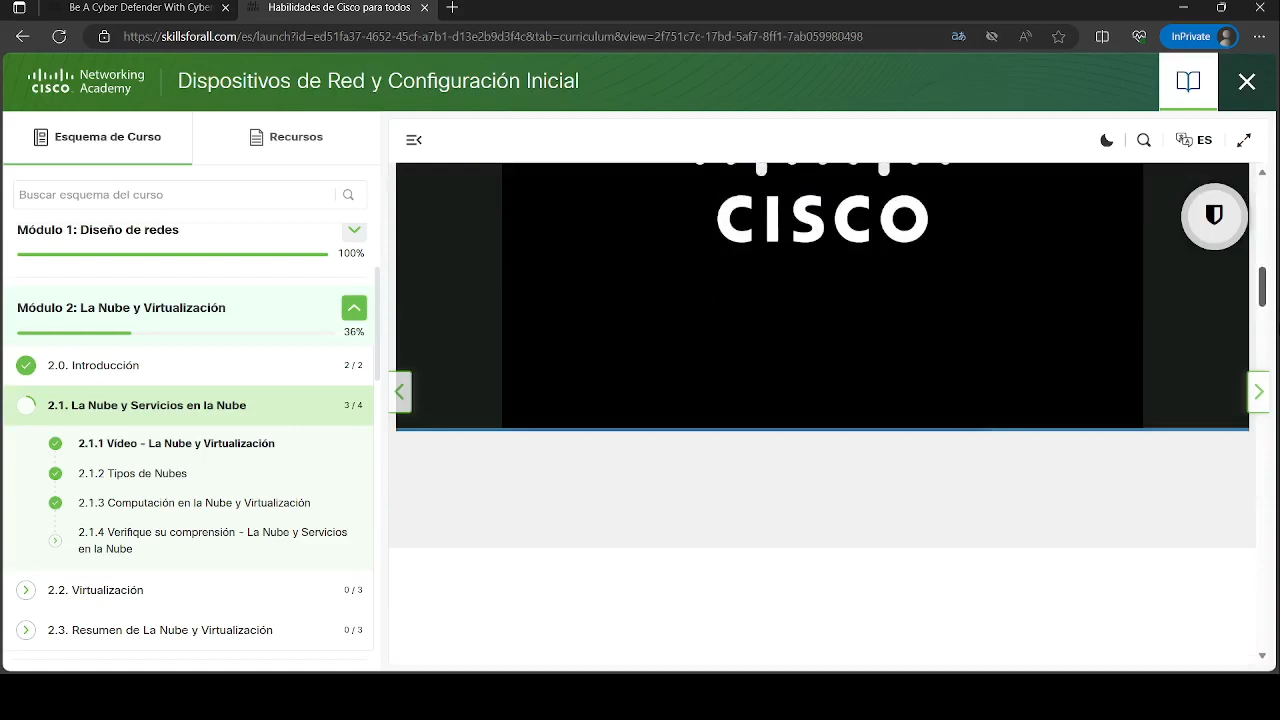 Be A Cyber Defender With Cyber
Habilidades de Cisco para todos
https://skillsforall.com/es/launch?id=ed51fa37-4652-45cf-a7b1-d13e2b9d3f4c&tab=curriculum&view=2f751c7c-17bd-5af7-8ff1-7ab059980498
InPrivate
CISCO Networking Academy
Dispositivos de Red y Configuración Inicial
Esquema de Curso
Recursos
ES
Buscar esquema del curso
Módulo 1: Diseño de redes
100%
Módulo 2: La Nube y Virtualización
36%
2.0. Introducción 2 / 2
2.1. La Nube y Servicios en la Nube 3 / 4
2.1.1 Vídeo - La Nube y Virtualización
2.1.2 Tipos de Nubes
2.1.3 Computación en la Nube y Virtualización
2.1.4 Verifique su comprensión - La Nube y Servicios
en la Nube
2.2. Virtualización 0 / 3
2.3. Resumen de La Nube y Virtualización 0 / 3
CISCO